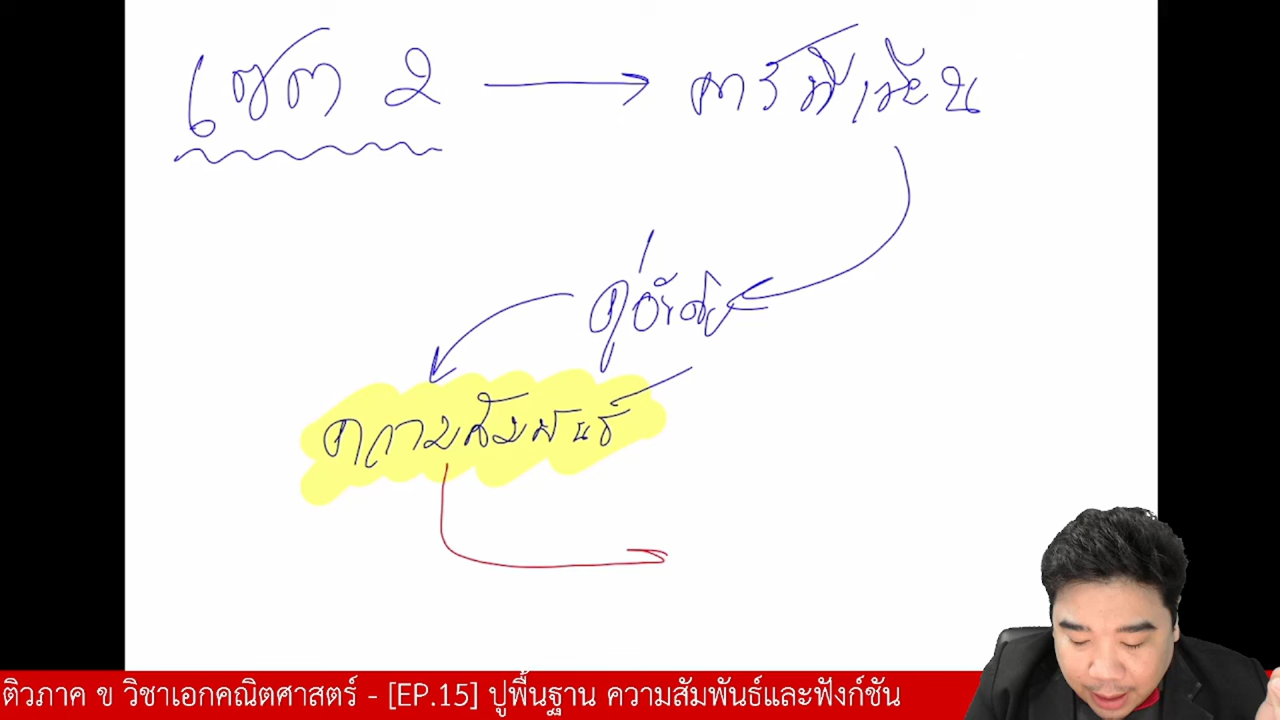 เซต 2 → คาร์ทีเซียน
คู่อันดับ
ความสัมพันธ์
ติวภาค ข วิชาเอกคณิตศาสตร์ - [EP.15] ปูพื้นฐาน ความสัมพันธ์และฟังก์ชัน